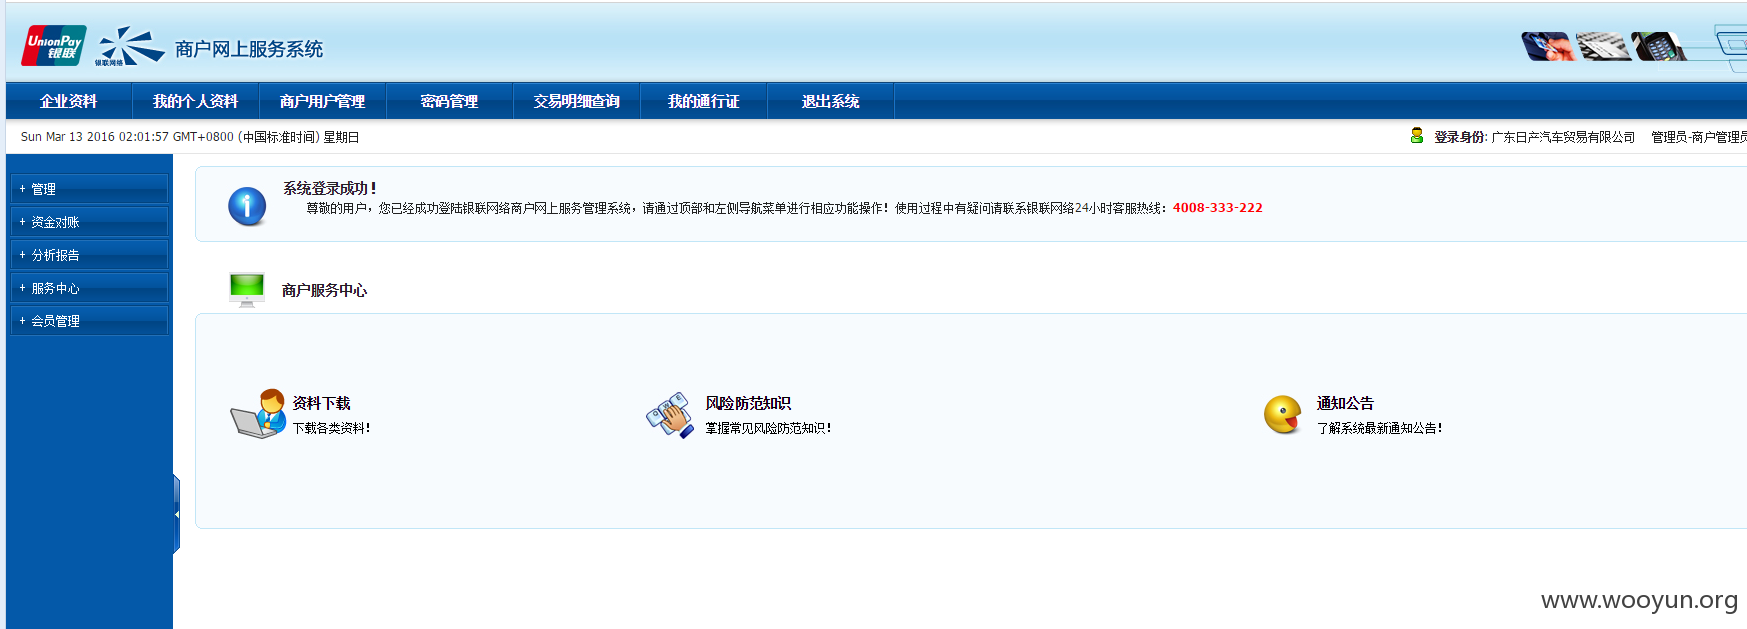 UnionPay
银联
银联网络
商户网上服务系统
企业资料 我的个人资料 商户用户管理 密码管理 交易明细查询 我的通行证 退出系统
Sun Mar 13 2016 02:01:57 GMT+0800 (中国标准时间) 星期日
登录身份: 广东日产汽车贸易有限公司 管理员-商户管理员
+ 管理
+ 资金对账
+ 分析报告
+ 服务中心
+ 会员管理
系统登录成功！
尊敬的用户，您已经成功登陆银联网络商户网上服务管理系统，请通过顶部和左侧导航菜单进行相应功能操作！使用过程中有疑问请联系银联网络24小时客服热线：4008-333-222
商户服务中心
资料下载
下载各类资料！
风险防范知识
掌握常见风险防范知识！
通知公告
了解系统最新通知公告！
www.wooyun.org